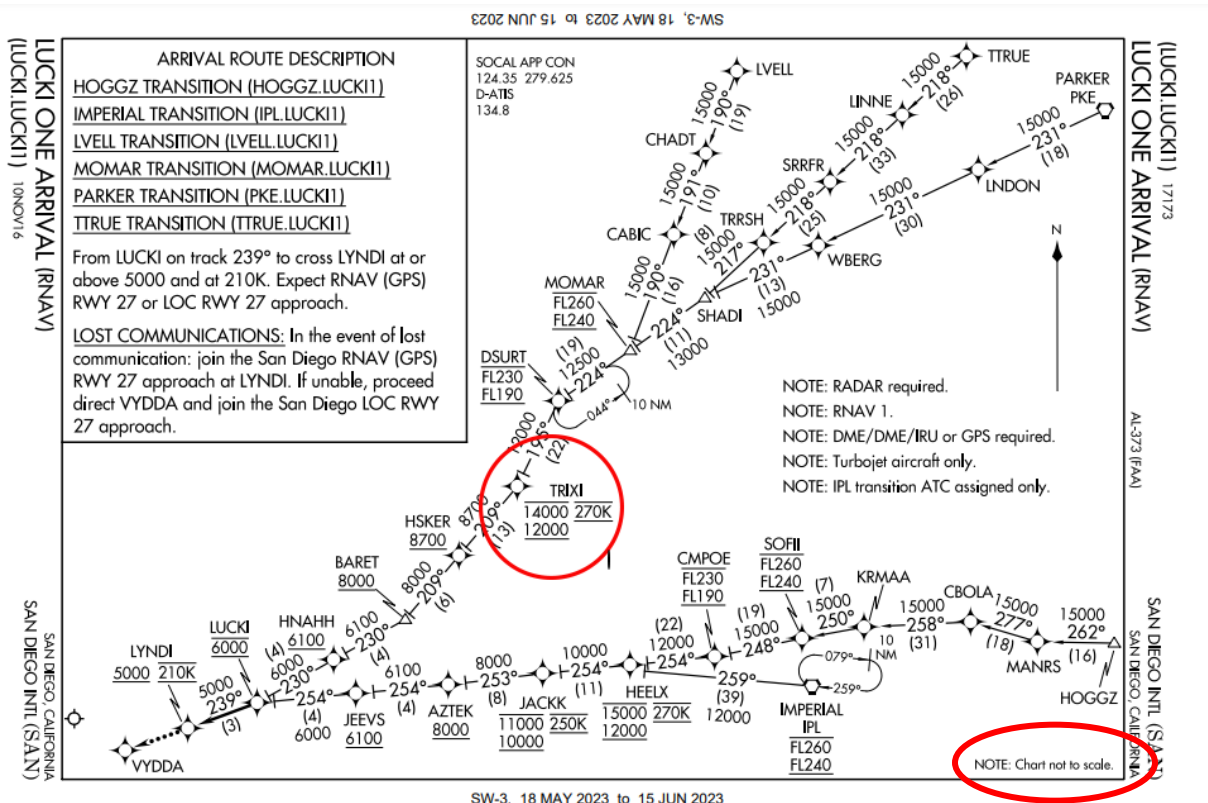 SW-3, 18 MAY 2023 to 15 JUN 2023
(LUCKI.LUCKI1) 10NOV16
LUCKI ONE ARRIVAL (RNAV)
SAN DIEGO INTL (SAN)
SAN DIEGO, CALIFORNIA
ARRIVAL ROUTE DESCRIPTION
HOGGZ TRANSITION (HOGGZ.LUCKI1)
IMPERIAL TRANSITION (IPL.LUCKI1)
LVELL TRANSITION (LVELL.LUCKI1)
MOMAR TRANSITION (MOMAR.LUCKI1)
PARKER TRANSITION (PKE.LUCKI1)
TTRUE TRANSITION (TTRUE.LUCKI1)
From LUCKI on track 239° to cross LYNDI at or
above 5000 and at 210K. Expect RNAV (GPS)
RWY 27 or LOC RWY 27 approach.
LOST COMMUNICATIONS: In the event of lost
communication: join the San Diego RNAV (GPS)
RWY 27 approach at LYNDI. If unable, proceed
direct VYDDA and join the San Diego LOC RWY
27 approach.
SOCAL APP CON
124.35 279.625
D-ATIS
134.8
LVELL
15000
190°
(19)
CHADT
15000
191°
(10)
CABIC
15000
190°
(16)
TTRUE
15000
218°
(26)
LINNE
15000
218°
(33)
SRRFR
15000
218°
(25)
TRRSH
(8)
15000
217°
PARKER
PKE
15000
231°
(18)
LNDON
15000
231°
(30)
WBERG
231°
(13)
15000
SHADI
224°
(11)
13000
MOMAR
FL260
FL240
(19)
12500
224°
044°
10 NM
DSURT
FL230
FL190
12000
195°
(22)
TRIXI
14000 270K
12000
8700
209°
(13)
HSKER
8700
8000
209°
(6)
BARET
8000
6100
230°
(4)
HNAHH
6100
(4)
6000
230°
LUCKI
6000
5000
239°
(3)
LYNDI
5000 210K
VYDDA
N
NOTE: RADAR required.
NOTE: RNAV 1.
NOTE: DME/DME/IRU or GPS required.
NOTE: Turbojet aircraft only.
NOTE: IPL transition ATC assigned only.
254°
(4)
6000
JEEVS
6100
6100
254°
(4)
AZTEK
8000
8000
253°
(8)
JACKK
11000 250K
10000
10000
254°
(11)
HEELX
15000 270K
12000
(22)
12000
254°
CMPOE
FL230
FL190
(19)
15000
248°
SOFII
FL260
FL240
(7)
15000
250°
KRMAA
15000
258°
(31)
CBOLA
15000
277°
(18)
MANRS
15000
262°
(16)
HOGGZ
259°
(39)
12000
079°
10
NM
259°
IMPERIAL
IPL
FL260
FL240
NOTE: Chart not to scale.
(LUCKI.LUCKI1) 17173
LUCKI ONE ARRIVAL (RNAV)
AL-373 (FAA)
SAN DIEGO INTL (SAN)
SAN DIEGO, CALIFORNIA
SW-3, 18 MAY 2023 to 15 JUN 2023